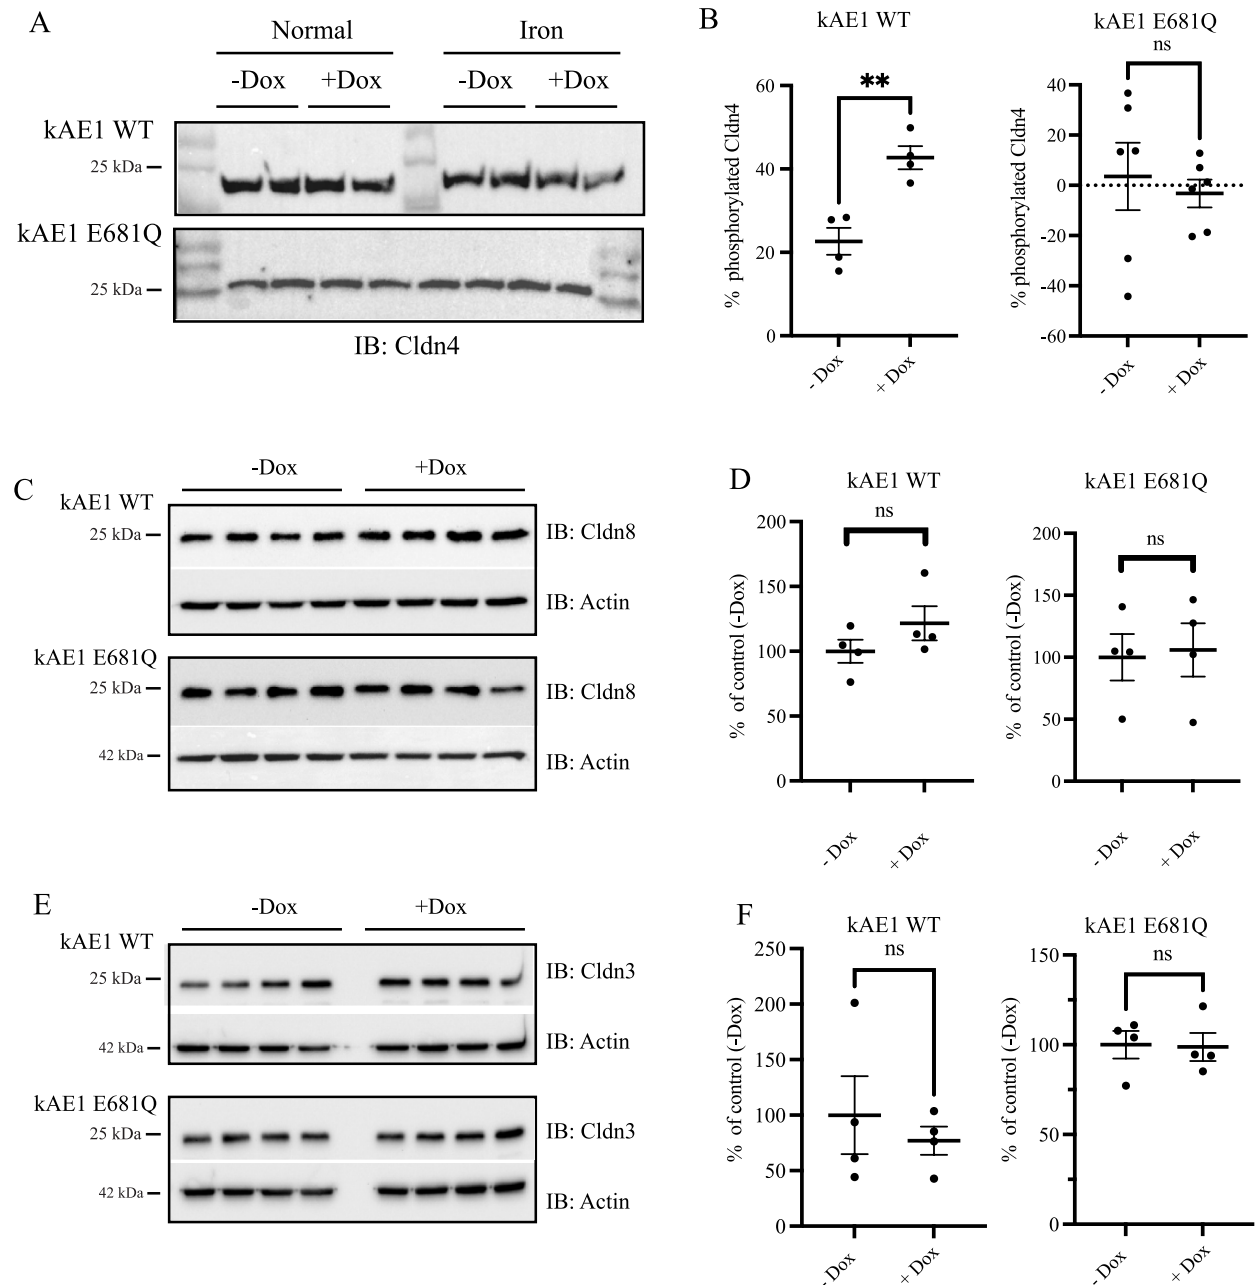 A
Normal
Iron
-Dox
+Dox
-Dox
+Dox
kAE1 WT
25 kDa
kAE1 E681Q
25 kDa
IB: Cldn4
B
kAE1 WT
**
% phosphorylated Cldn4
60
40
20
0
- Dox
+ Dox
kAE1 E681Q
ns
% phosphorylated Cldn4
40
20
0
-20
-40
-60
- Dox
+ Dox
C
-Dox
+Dox
kAE1 WT
25 kDa
IB: Cldn8
IB: Actin
kAE1 E681Q
25 kDa
IB: Cldn8
42 kDa
IB: Actin
D
kAE1 WT
ns
% of control (-Dox)
200
150
100
50
0
- Dox
+ Dox
kAE1 E681Q
ns
% of control (-Dox)
200
150
100
50
0
- Dox
+ Dox
E
-Dox
+Dox
kAE1 WT
25 kDa
IB: Cldn3
42 kDa
IB: Actin
kAE1 E681Q
25 kDa
IB: Cldn3
42 kDa
IB: Actin
F
kAE1 WT
ns
% of control (-Dox)
250
200
150
100
50
0
- Dox
+ Dox
kAE1 E681Q
ns
% of control (-Dox)
150
100
50
0
- Dox
+ Dox